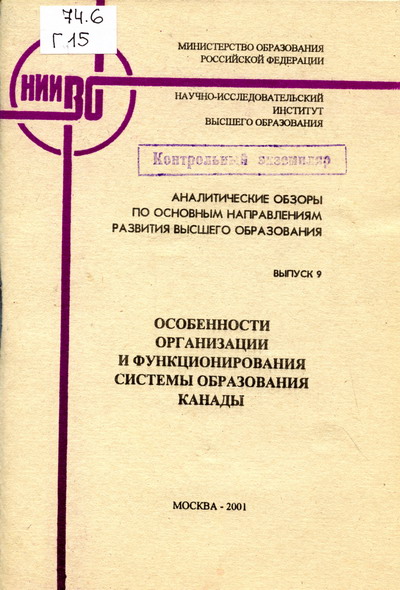 74.6
Г 15
МИНИСТЕРСТВО ОБРАЗОВАНИЯ
РОССИЙСКОЙ ФЕДЕРАЦИИ
НИИВО
НАУЧНО-ИССЛЕДОВАТЕЛЬСКИЙ
ИНСТИТУТ
ВЫСШЕГО ОБРАЗОВАНИЯ
Контрольный экземпляр
АНАЛИТИЧЕСКИЕ ОБЗОРЫ
ПО ОСНОВНЫМ НАПРАВЛЕНИЯМ
РАЗВИТИЯ ВЫСШЕГО ОБРАЗОВАНИЯ
ВЫПУСК 9
ОСОБЕННОСТИ
ОРГАНИЗАЦИИ
И ФУНКЦИОНИРОВАНИЯ
СИСТЕМЫ ОБРАЗОВАНИЯ
КАНАДЫ
МОСКВА - 2001